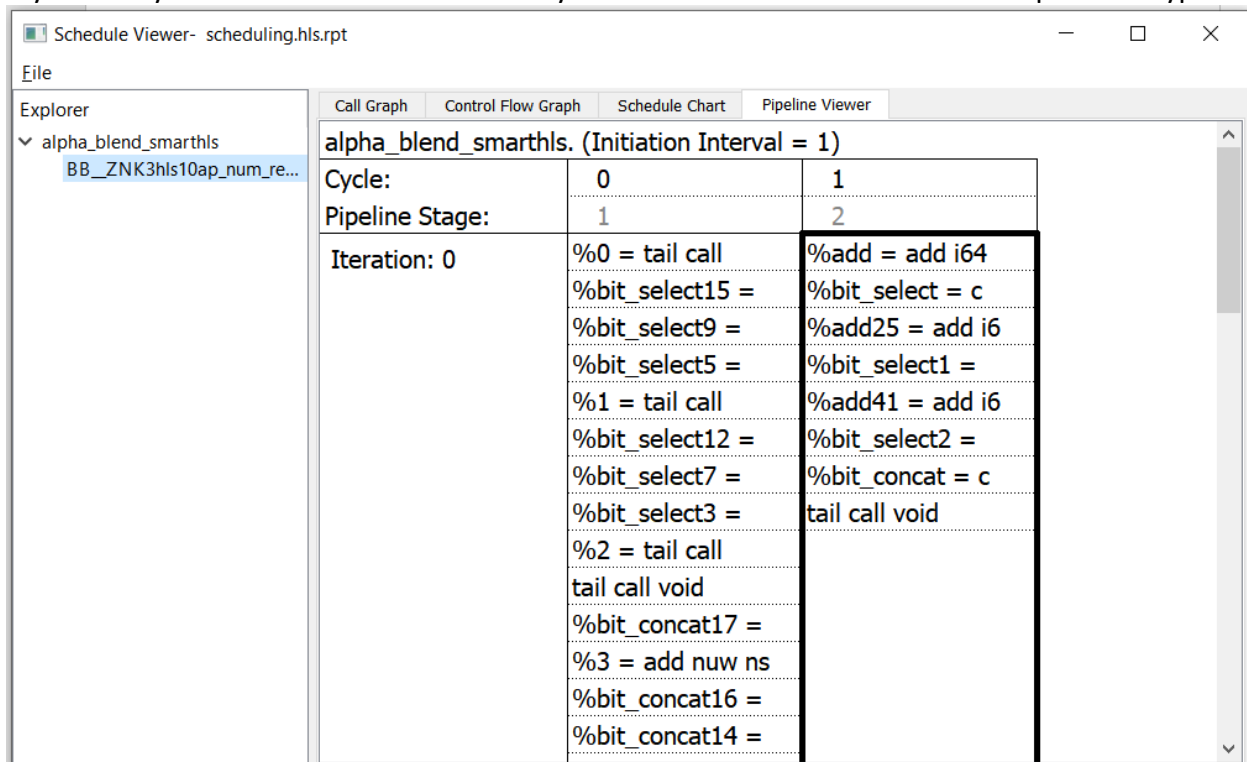 Schedule Viewer- scheduling.hls.rpt
File
Explorer
alpha_blend_smarthls
BB__ZNK3hls10ap_num_re...
Call Graph Control Flow Graph Schedule Chart Pipeline Viewer
alpha_blend_smarthls. (Initiation Interval = 1)
Cycle: 0 1
Pipeline Stage: 1 2
Iteration: 0 %0 = tail call %add = add i64
%bit_select15 = %bit_select = c
%bit_select9 = %add25 = add i6
%bit_select5 = %bit_select1 =
%1 = tail call %add41 = add i6
%bit_select12 = %bit_select2 =
%bit_select7 = %bit_concat = c
%bit_select3 = tail call void
%2 = tail call
tail call void
%bit_concat17 =
%3 = add nuw ns
%bit_concat16 =
%bit_concat14 =